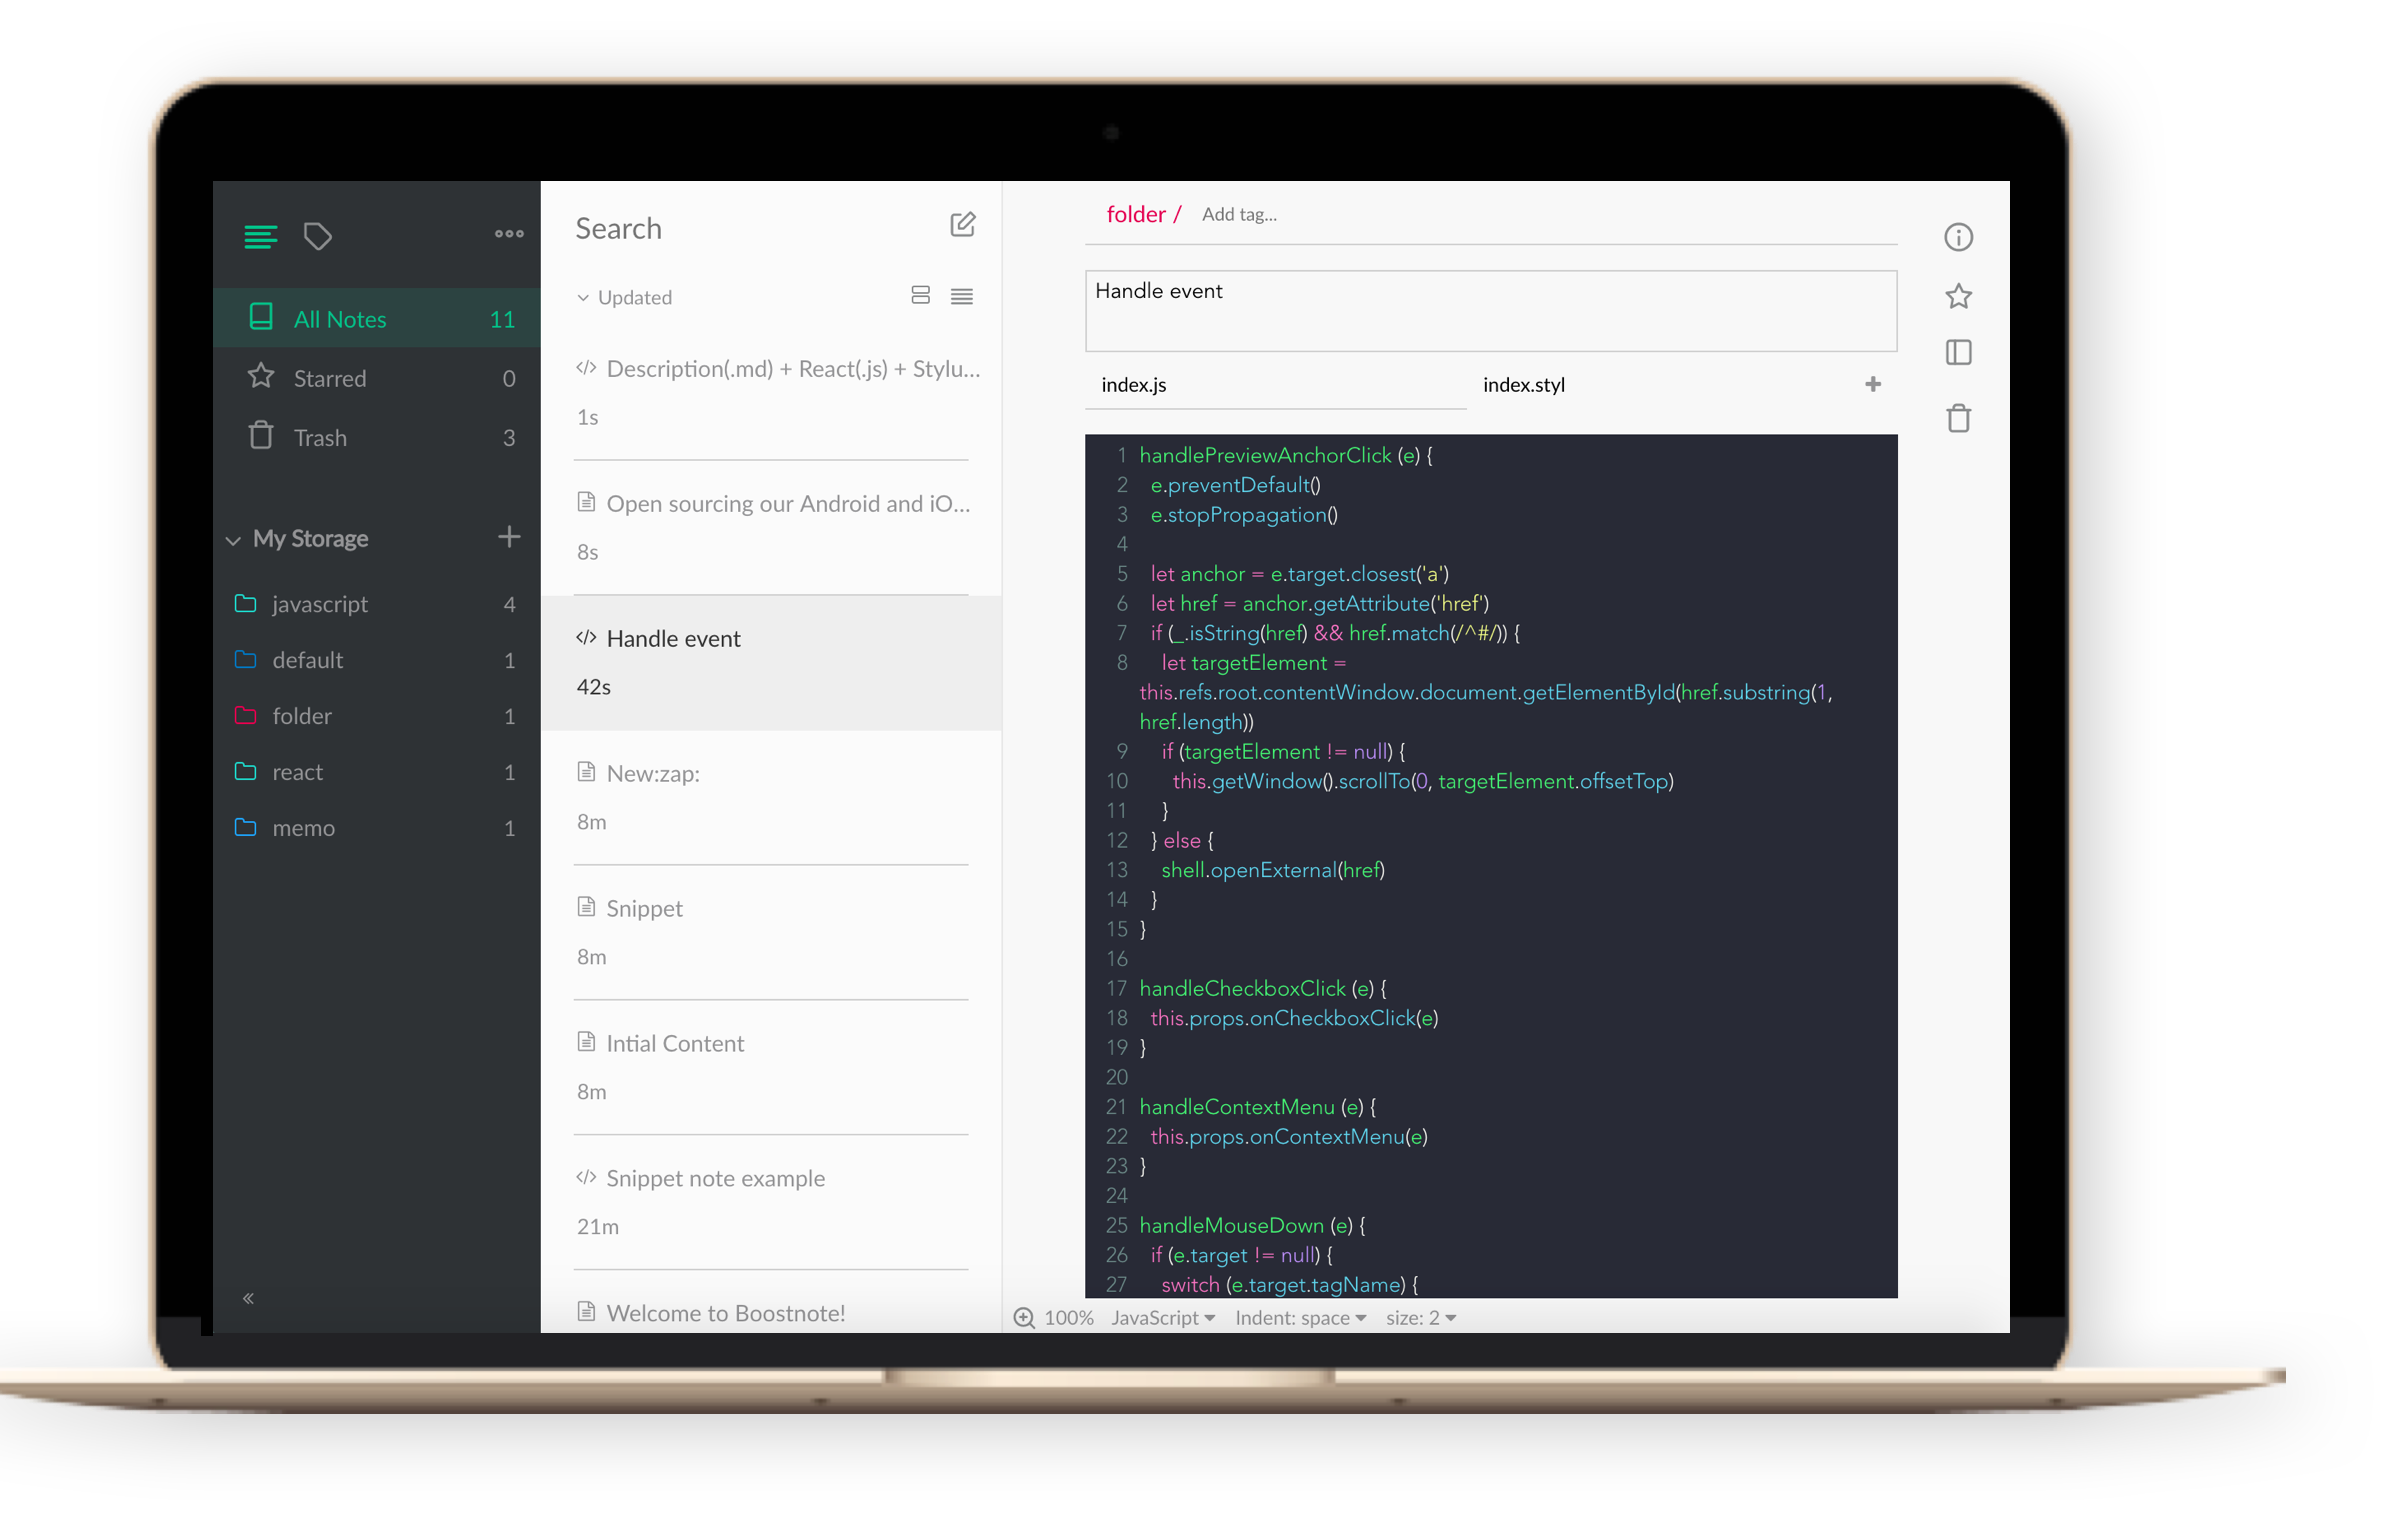 All Notes 11
Starred 0
Trash 3
My Storage
javascript 4
default 1
folder 1
react 1
memo 1
«
Search
Updated
</> Description(.md) + React(.js) + Stylu...
1s
Open sourcing our Android and iO...
8s
</> Handle event
42s
New:zap:
8m
Snippet
8m
Intial Content
8m
</> Snippet note example
21m
Welcome to Boostnote!
folder / Add tag...
Handle event
index.js index.styl +
1 handlePreviewAnchorClick (e) {
2 e.preventDefault()
3 e.stopPropagation()
4
5 let anchor = e.target.closest('a')
6 let href = anchor.getAttribute('href')
7 if (_.isString(href) && href.match(/^#/)) {
8 let targetElement =
this.refs.root.contentWindow.document.getElementById(href.substring(1,
href.length))
9 if (targetElement != null) {
10 this.getWindow().scrollTo(0, targetElement.offsetTop)
11 }
12 } else {
13 shell.openExternal(href)
14 }
15 }
16
17 handleCheckboxClick (e) {
18 this.props.onCheckboxClick(e)
19 }
20
21 handleContextMenu (e) {
22 this.props.onContextMenu(e)
23 }
24
25 handleMouseDown (e) {
26 if (e.target != null) {
27 switch (e.target.tagName) {
100% JavaScript Indent: space size: 2